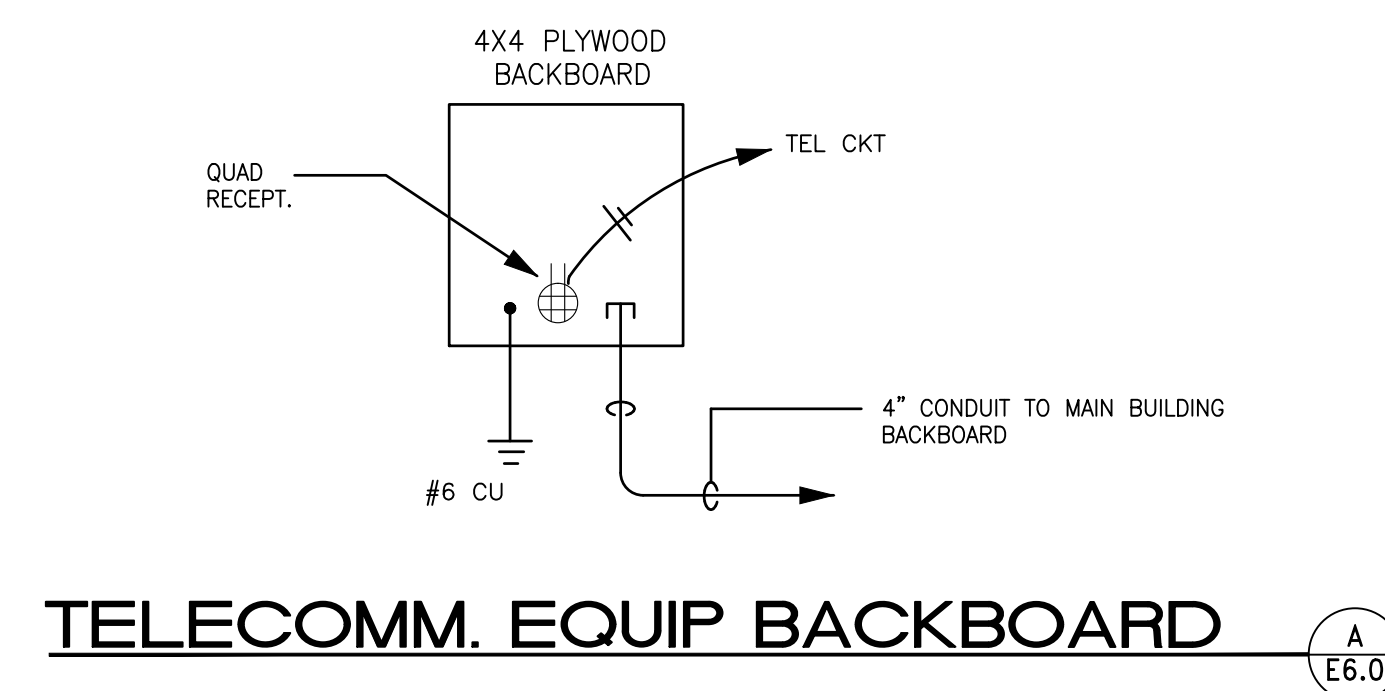 4X4 PLYWOOD
BACKBOARD
TEL CKT
QUAD
RECEPT.
4” CONDUIT TO MAIN BUILDING
BACKBOARD
#6 CU
TELECOMM. EQUIP BACKBOARD
A
E6.0